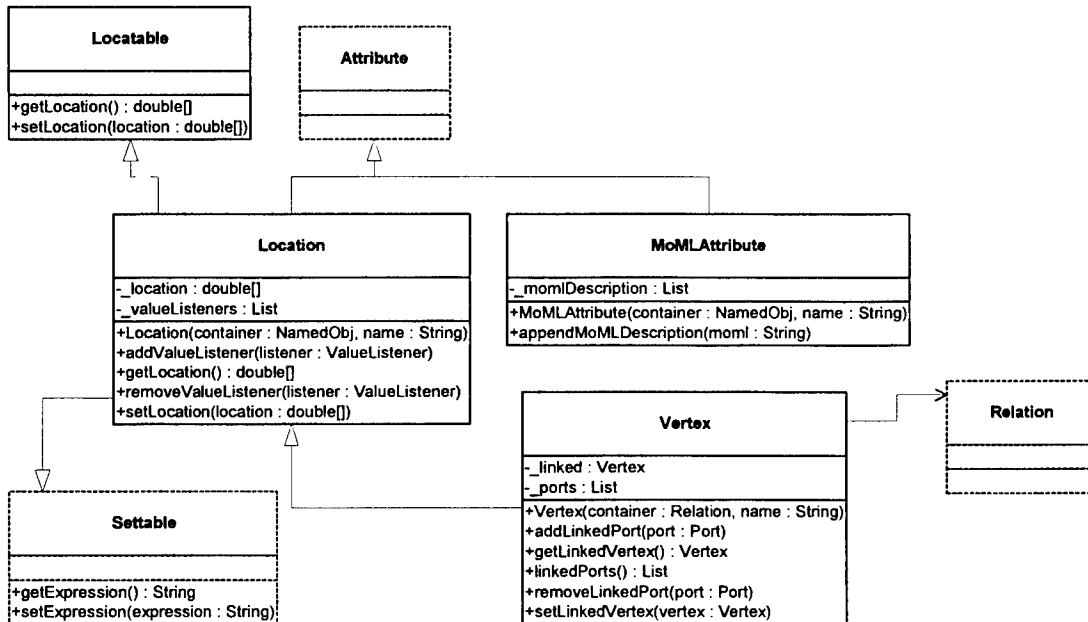 Locatable
+getLocation() : double[]
+setLocation(location : double[])
Attribute
Location
-_location : double[]
-_valueListeners : List
+Location(container : NamedObj, name : String)
+addValueListener(listener : ValueListener)
+getLocation() : double[]
+removeValueListener(listener : ValueListener)
+setLocation(location : double[])
MoMLAttribute
-_momlDescription : List
+MoMLAttribute(container : NamedObj, name : String)
+appendMoMLDescription(moml : String)
Settable
+getExpression() : String
+setExpression(expression : String)
Vertex
-_linked : Vertex
-_ports : List
+Vertex(container : Relation, name : String)
+addLinkedPort(port : Port)
+getLinkedVertex() : Vertex
+linkedPorts() : List
+removeLinkedPort(port : Port)
+setLinkedVertex(vertex : Vertex)
Relation